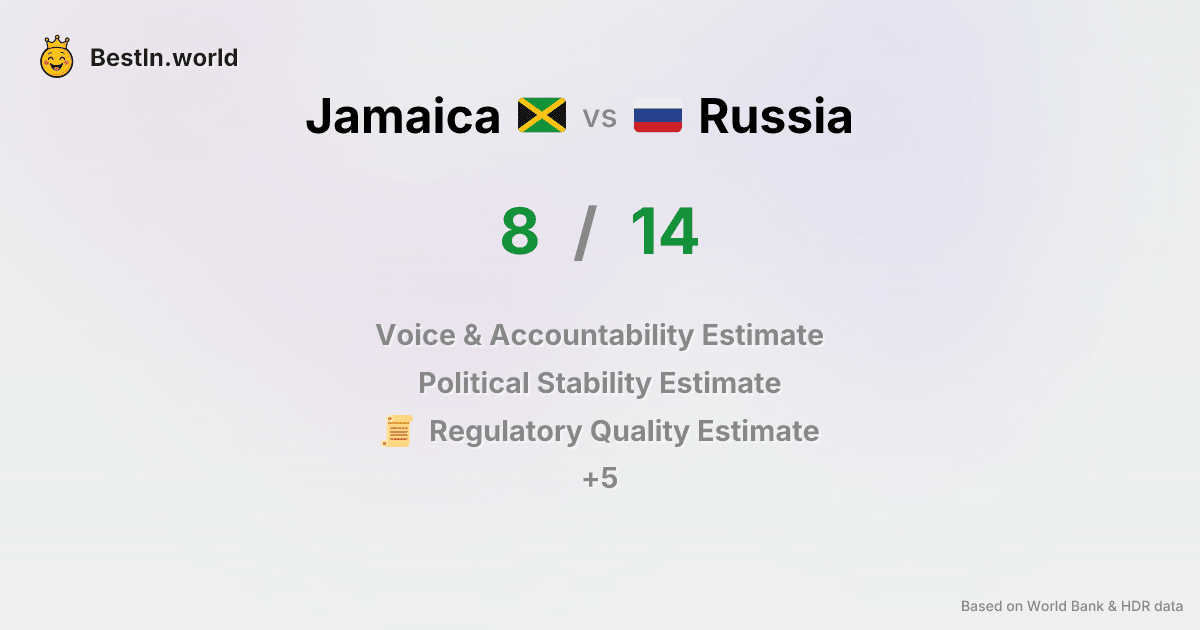 BestIn.world
Jamaica vs Russia
8 / 14
Voice & Accountability Estimate
Political Stability Estimate
Regulatory Quality Estimate
+5
Based on World Bank & HDR data